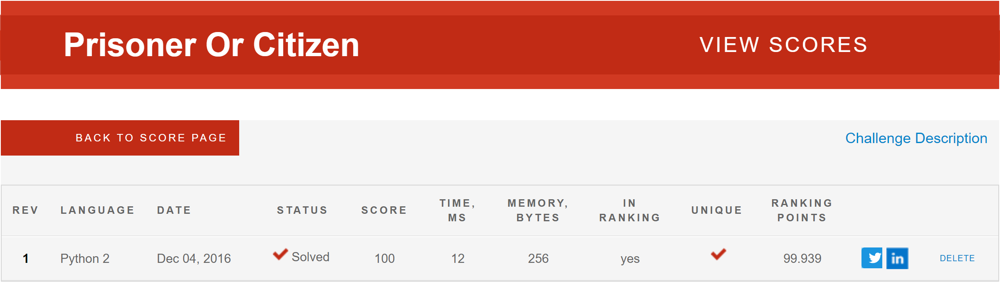 Prisoner Or Citizen
VIEW SCORES
BACK TO SCORE PAGE
Challenge Description
REV LANGUAGE DATE STATUS SCORE TIME, MS MEMORY, BYTES IN RANKING UNIQUE RANKING POINTS
1 Python 2 Dec 04, 2016 Solved 100 12 256 yes 99.939 in DELETE